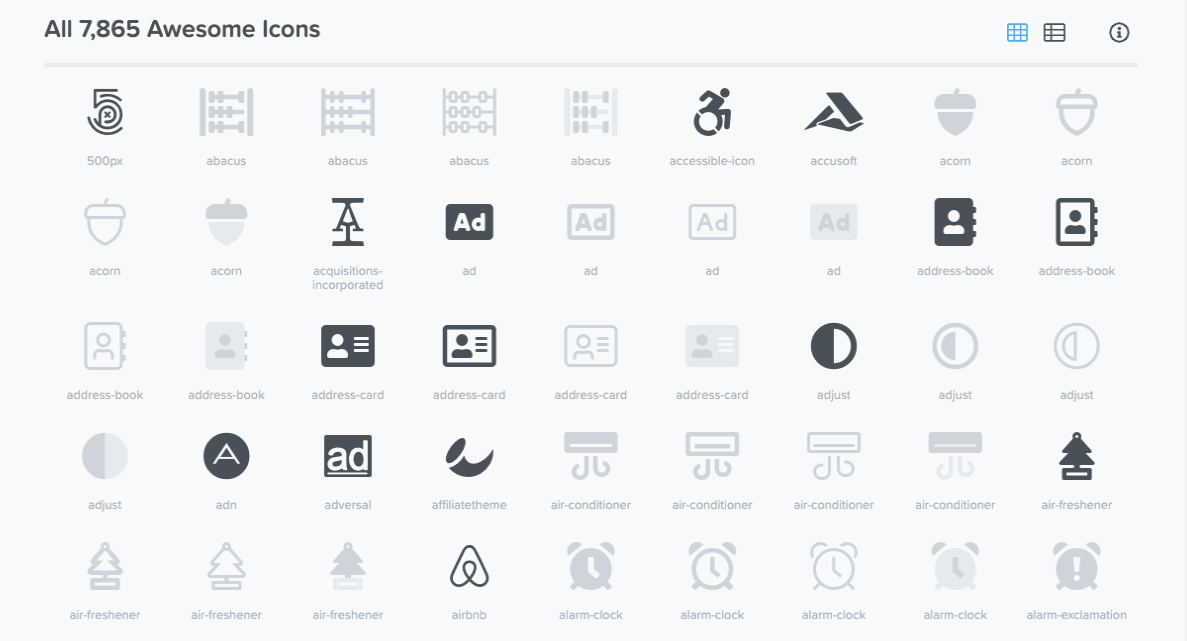 All 7,865 Awesome Icons
500px
abacus
abacus
abacus
abacus
accessible-icon
accusoft
acorn
acorn
acorn
acorn
acquisitions-
incorporated
Ad
ad
Ad
ad
Ad
ad
Ad
ad
address-book
address-book
address-book
address-book
address-card
address-card
address-card
address-card
adjust
adjust
adjust
adjust
adn
ad
adversal
affiliatetheme
air-conditioner
air-conditioner
air-conditioner
air-conditioner
air-freshener
air-freshener
air-freshener
air-freshener
airbnb
alarm-clock
alarm-clock
alarm-clock
alarm-clock
alarm-exclamation